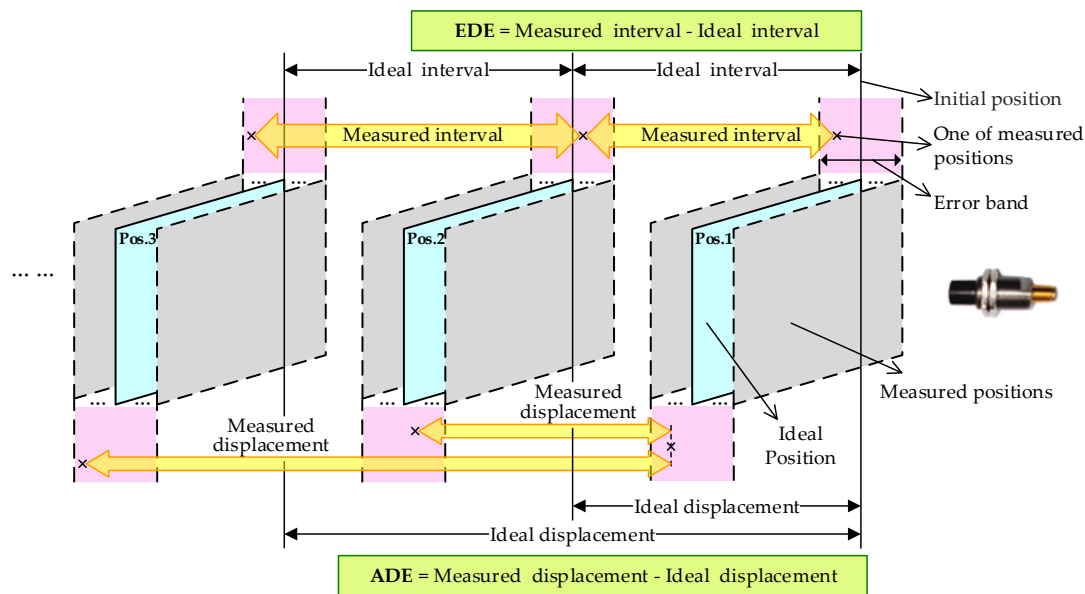 EDE = Measured interval - Ideal interval
Ideal interval
Ideal interval
Initial position
Measured interval
Measured interval
One of measured
positions
... ...
... ...
... ...
Error band
Pos.3
Pos.2
Pos.1
... ...
... ...
... ...
... ...
Measured
displacement
Measured positions
Measured
displacement
Ideal
Position
Ideal displacement
Ideal displacement
ADE = Measured displacement - Ideal displacement